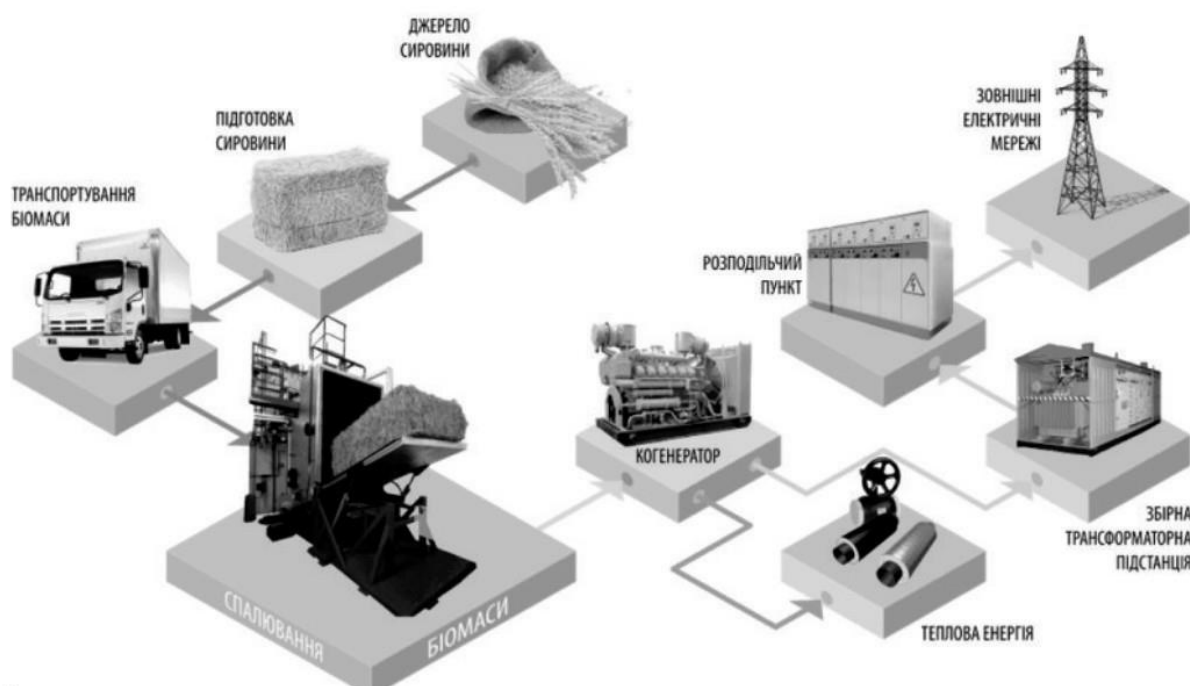 ДЖЕРЕЛО
СИРОВИНИ
ПІДГОТОВКА
СИРОВИНИ
ТРАНСПОРТУВАННЯ
БІОМАСИ
СПАЛЮВАННЯ
БІОМАСИ
КОГЕНЕРАТОР
ТЕПЛОВА ЕНЕРГІЯ
ЗБІРНА
ТРАНСФОРМАТОРНА
ПІДСТАНЦІЯ
РОЗПОДІЛЬЧИЙ
ПУНКТ
ЗОВНІШНІ
ЕЛЕКТРИЧНІ
МЕРЕЖІ